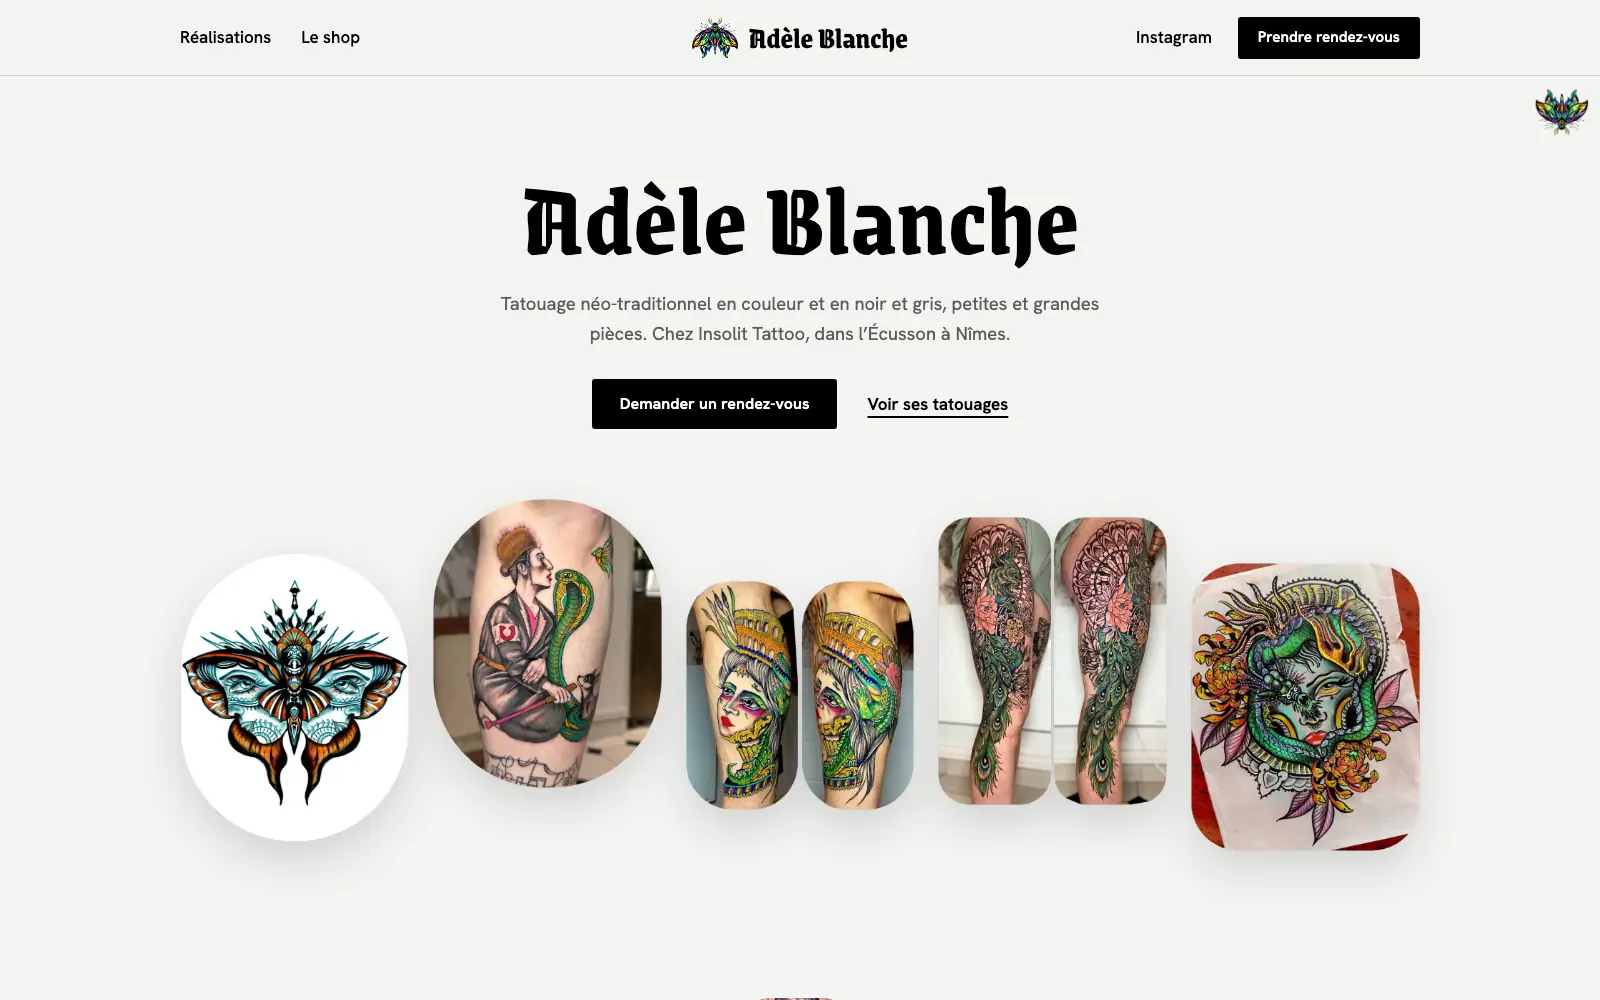 Réalisations
Le shop
Adèle Blanche
Instagram
Prendre rendez-vous
Adèle Blanche
Tatouage néo-traditionnel en couleur et en noir et gris, petites et grandes
pièces. Chez Insolit Tattoo, dans l’Écusson à Nîmes.
Demander un rendez-vous
Voir ses tatouages